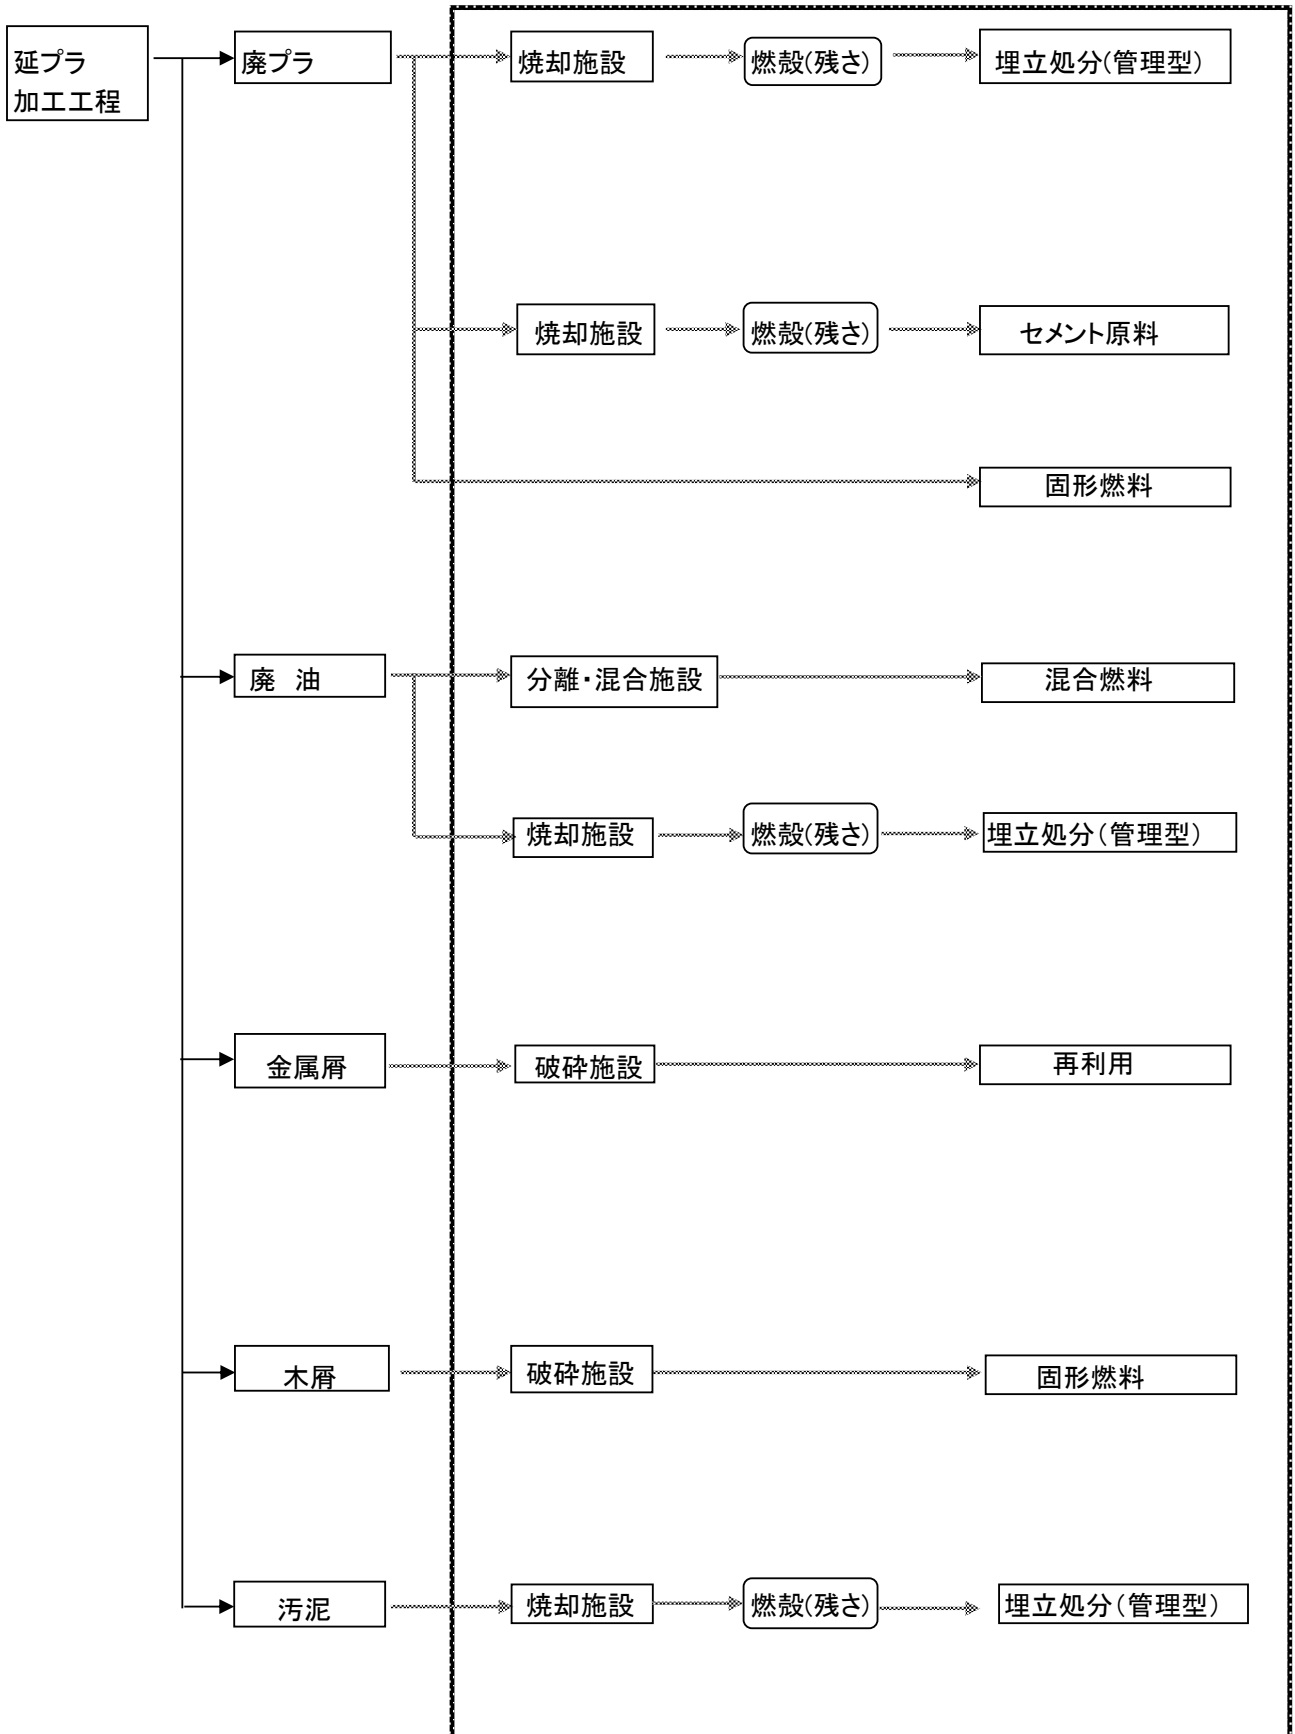 延プラ
加工工程
廃プラ
焼却施設
燃殻(残さ)
埋立処分(管理型)
焼却施設
燃殻(残さ)
セメント原料
固形燃料
廃 油
分離・混合施設
混合燃料
焼却施設
燃殻(残さ)
埋立処分(管理型)
金属屑
破砕施設
再利用
木屑
破砕施設
固形燃料
汚泥
焼却施設
燃殻(残さ)
埋立処分(管理型)